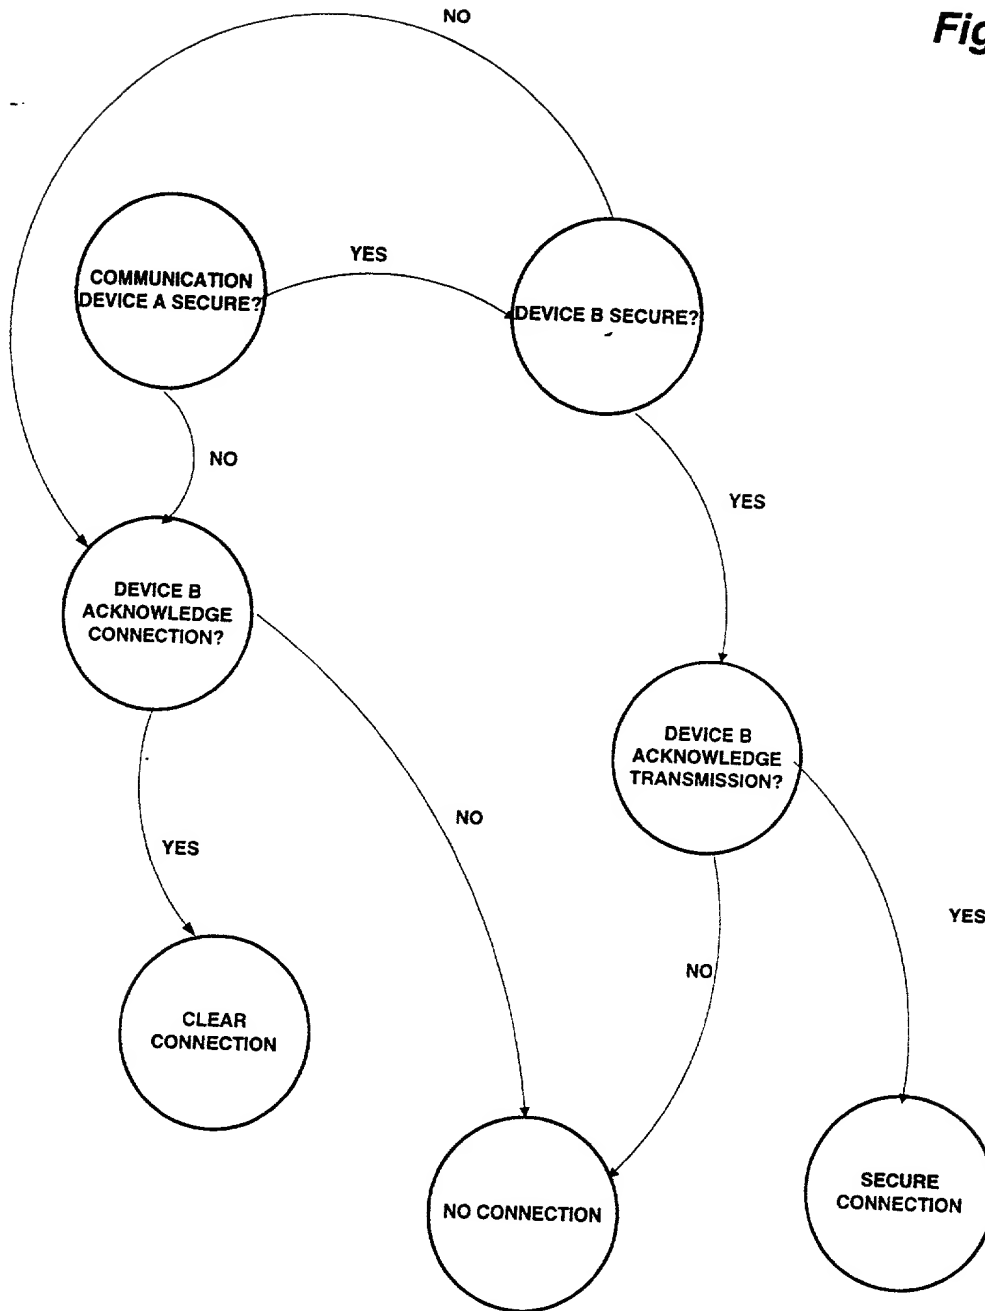 NO
Fig
COMMUNICATION
DEVICE A SECURE?
YES
DEVICE B SECURE?
NO
YES
DEVICE B
ACKNOWLEDGE
CONNECTION?
DEVICE B
ACKNOWLEDGE
TRANSMISSION?
NO
YES
YES
NO
CLEAR
CONNECTION
NO CONNECTION
SECURE
CONNECTION